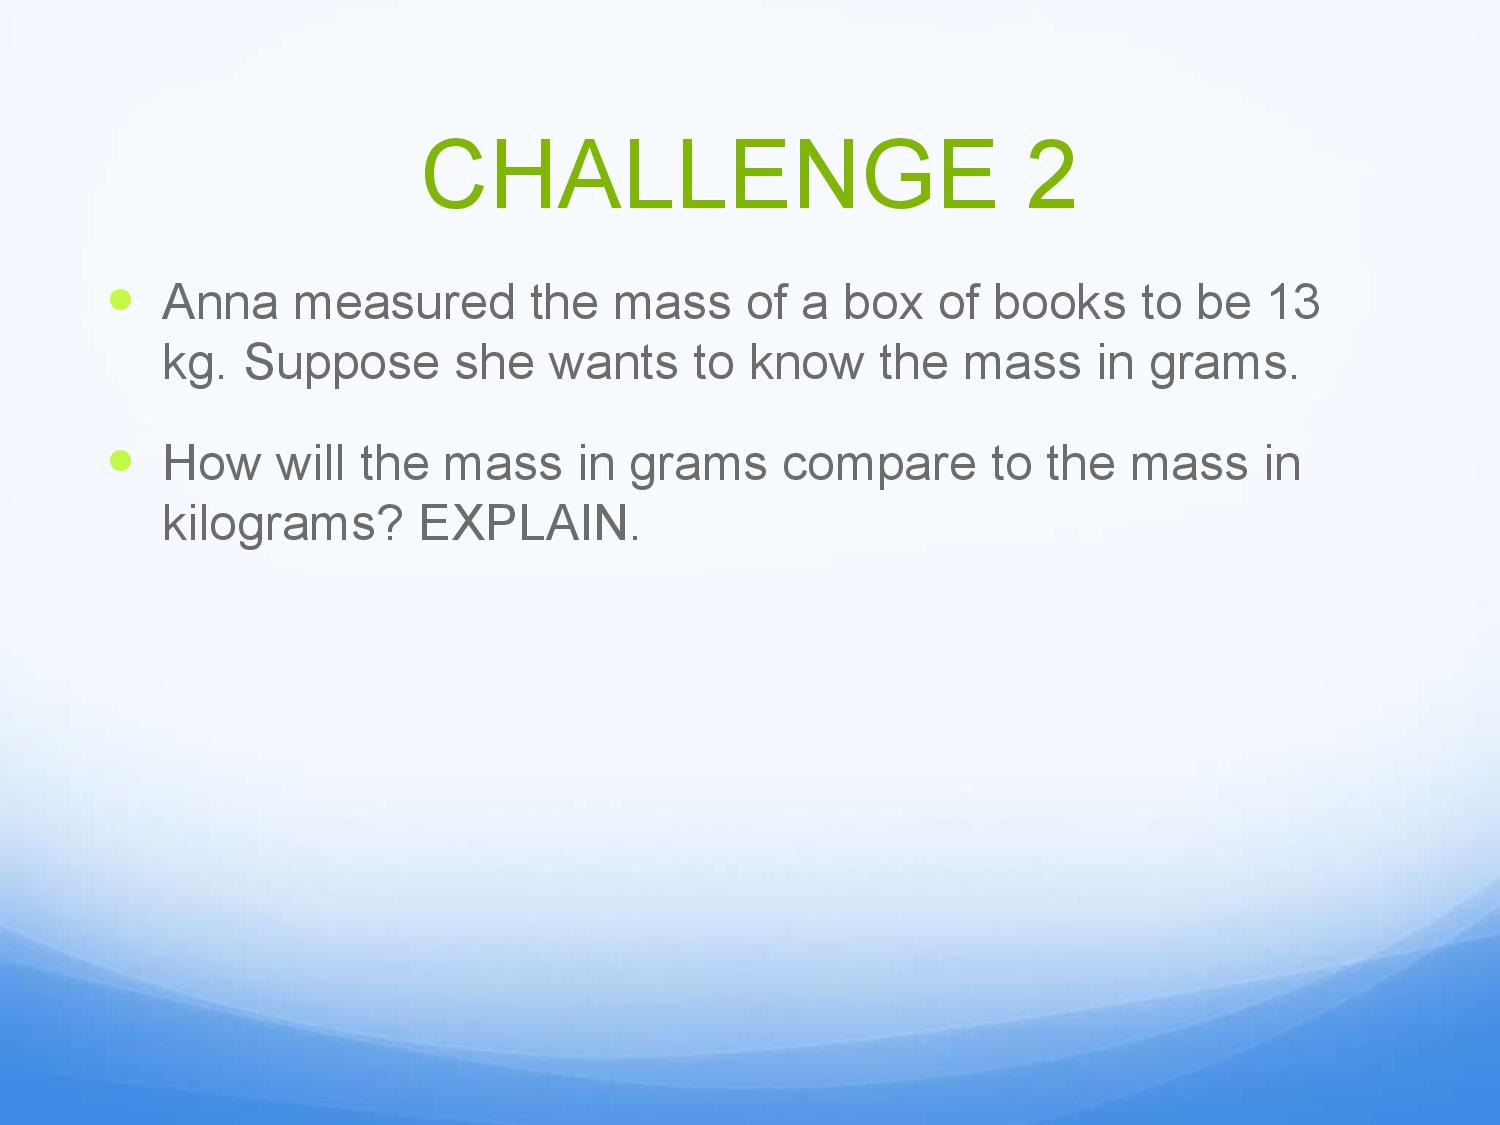 CHALLENGE 2
Anna measured the mass of a box of books to be 13
kg. Suppose she wants to know the mass in grams.
How will the mass in grams compare to the mass in
kilograms? EXPLAIN.